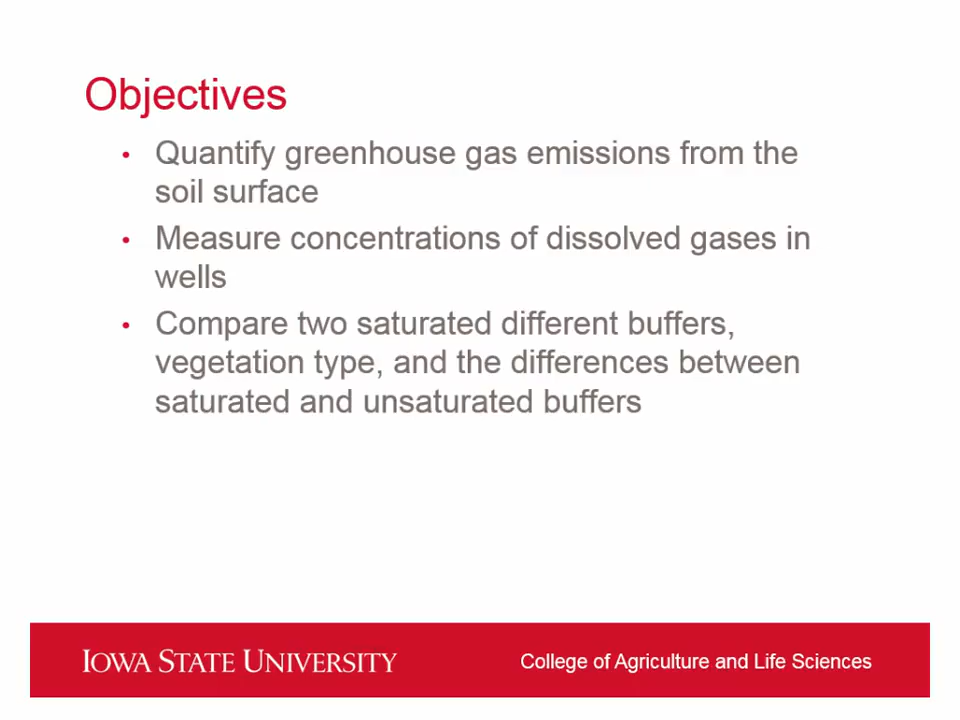 Objectives
• Quantify greenhouse gas emissions from the
soil surface
• Measure concentrations of dissolved gases in
wells
• Compare two saturated different buffers,
vegetation type, and the differences between
saturated and unsaturated buffers
IOWA STATE UNIVERSITY
College of Agriculture and Life Sciences